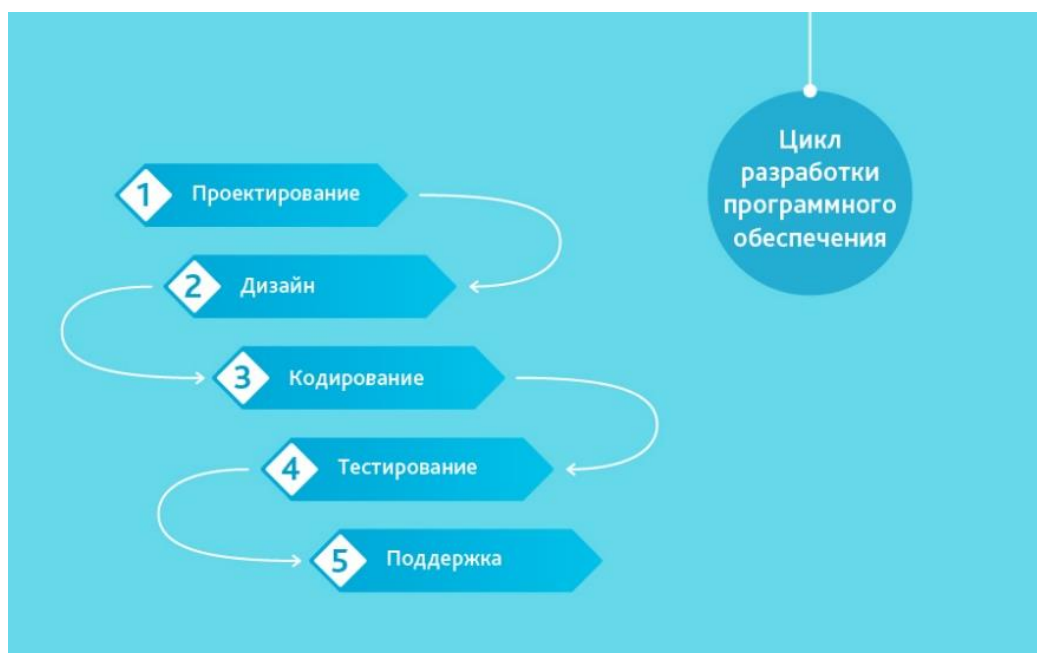 Цикл
разработки
программного
обеспечения
1 Проектирование
2 Дизайн
3 Кодирование
4 Тестирование
5 Поддержка